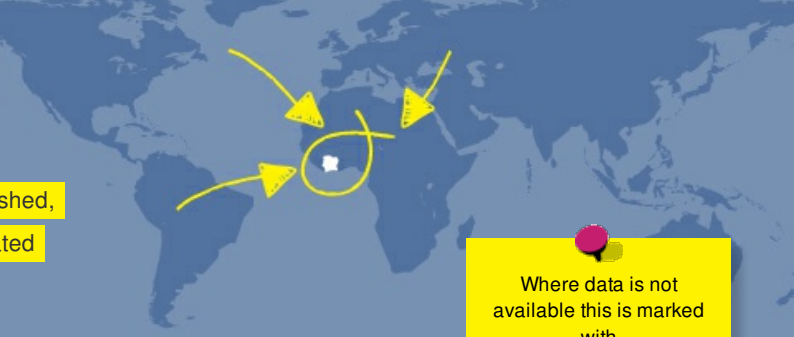 shed,
ted
Where data is not
available this is marked
with